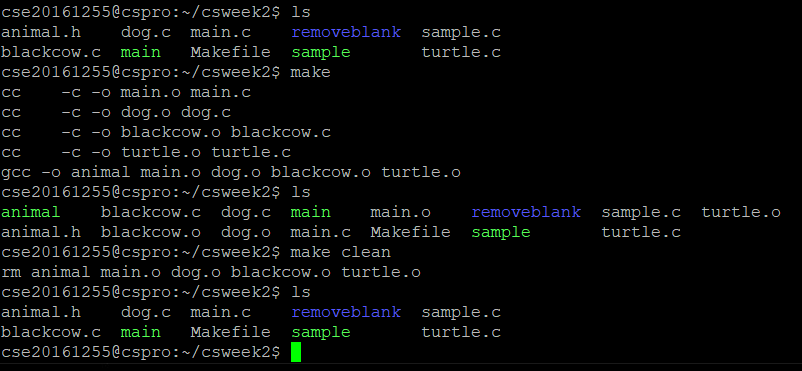 cse20161255@cspro:~/csweek2$ ls
animal.h    dog.c  main.c    removeblank  sample.c
blackcow.c  main   Makefile  sample       turtle.c
cse20161255@cspro:~/csweek2$ make
cc    -c -o main.o main.c
cc    -c -o dog.o dog.c
cc    -c -o blackcow.o blackcow.c
cc    -c -o turtle.o turtle.c
gcc -o animal main.o dog.o blackcow.o turtle.o
cse20161255@cspro:~/csweek2$ ls
animal    blackcow.c  dog.c  main    main.o    removeblank  sample.c  turtle.o
animal.h  blackcow.o  dog.o  main.c  Makefile  sample       turtle.c
cse20161255@cspro:~/csweek2$ make clean
rm animal main.o dog.o blackcow.o turtle.o
cse20161255@cspro:~/csweek2$ ls
animal.h    dog.c  main.c    removeblank  sample.c
blackcow.c  main   Makefile  sample       turtle.c
cse20161255@cspro:~/csweek2$